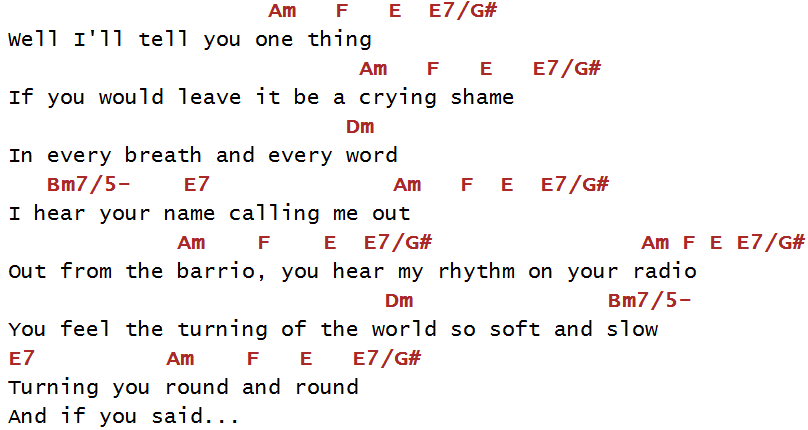 Am F E E7/G#
Well I'll tell you one thing
Am F E E7/G#
If you would leave it be a crying shame
Dm
In every breath and every word
Bm7/5- E7 Am F E E7/G#
I hear your name calling me out
Am F E E7/G# Am F E E7/G#
Out from the barrio, you hear my rhythm on your radio
Dm Bm7/5-
You feel the turning of the world so soft and slow
E7 Am F E E7/G#
Turning you round and round
And if you said...